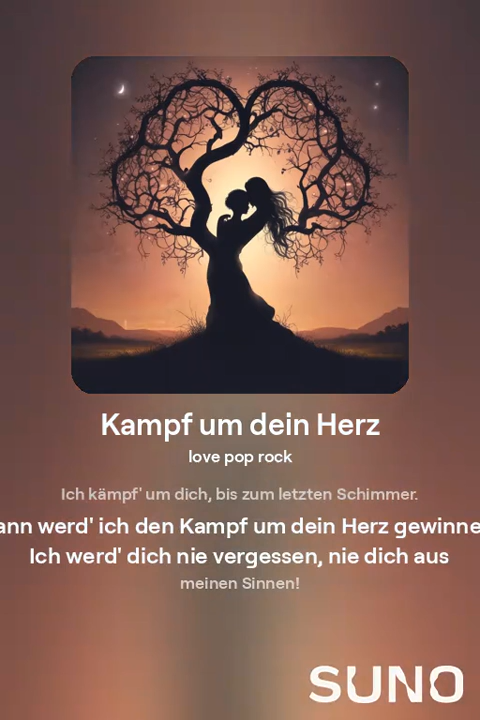 Kampf um dein Herz
love pop rock
Ich kämpf' um dich, bis zum letzten Schimmer.
werd' ich den Kampf um dein Herz
Ich werd' dich nie vergessen, nie dich aus
meinen Sinnen!
SUNO